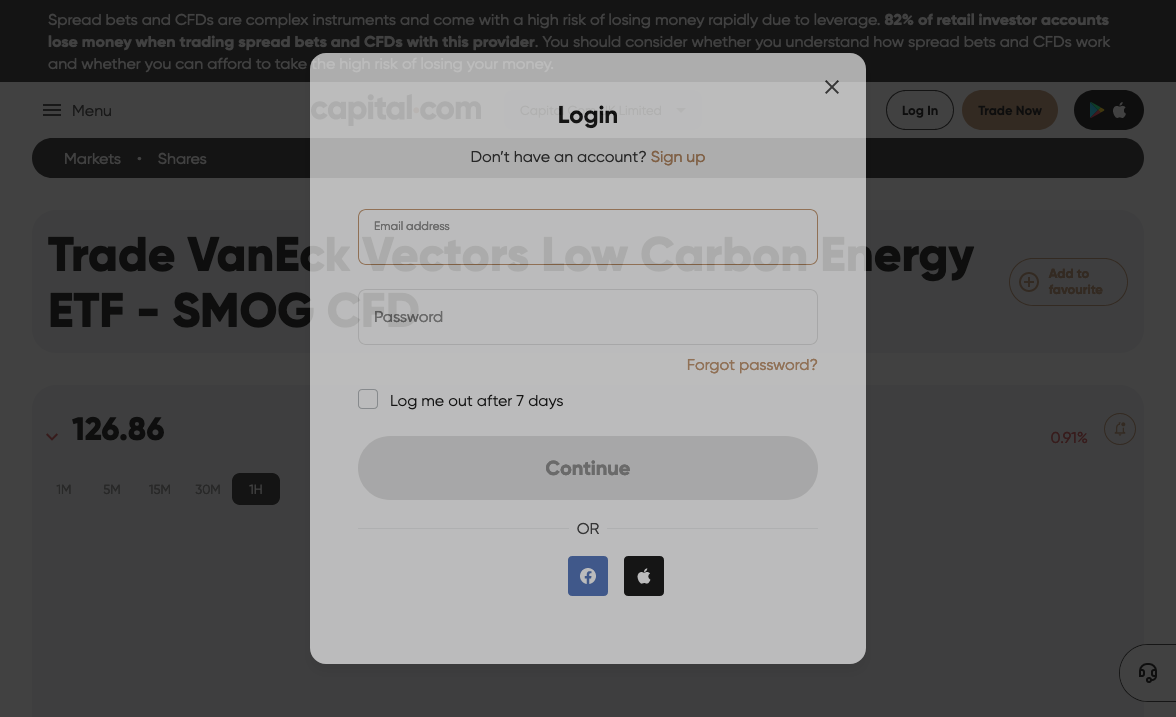 Spread bets and CFDs are complex instruments and come with a high risk of losing money rapidly due to leverage. 82% of retail investor accounts
lose money when trading spread bets and CFDs with this provider. You should consider whether you understand how spread bets and CFDs work
and whether you can afford to take the high risk of losing your money.
Menu
capital.com
Capital Com UK Limited
Log In
Trade Now
Markets • Shares
Login
Don't have an account? Sign up
Trade VanEck Vectors Low Carbon Energy
ETF - SMOG CFD
Add to
favourite
Email address
Password
Forgot password?
Log me out after 7 days
126.86
0.91%
1M 5M 15M 30M 1H
Continue
OR